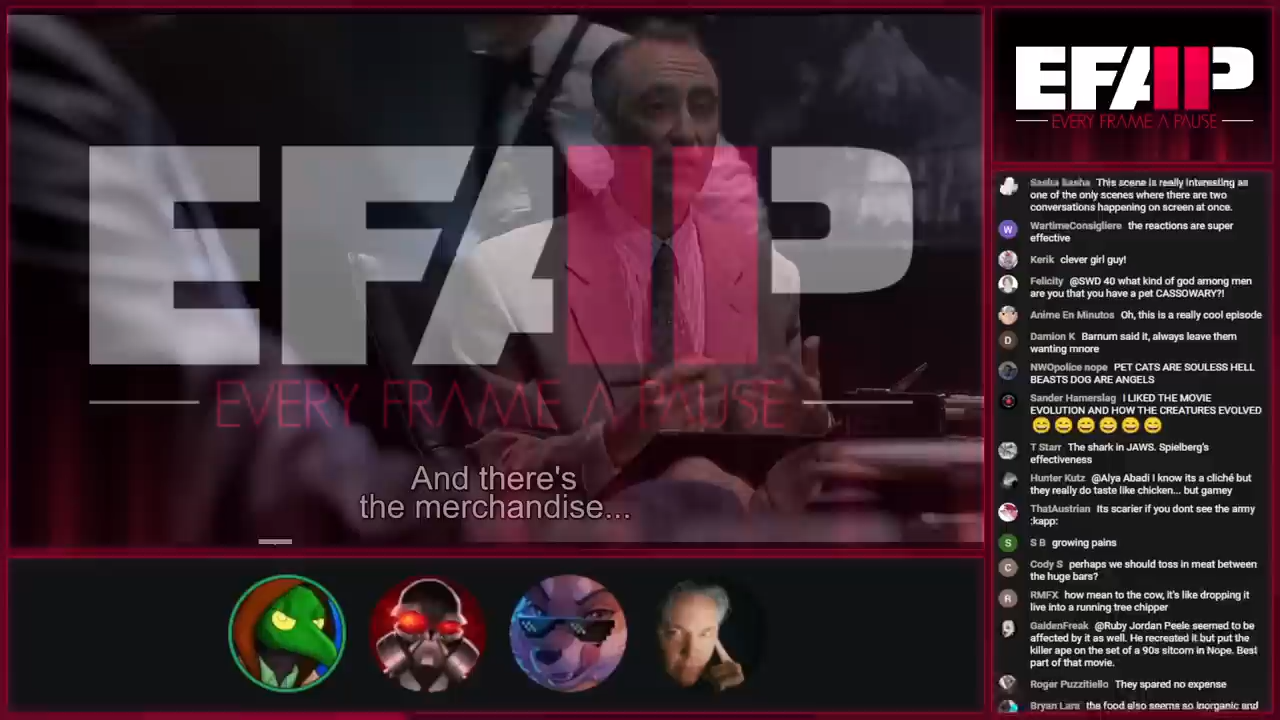 EFAP
EVERY FRAME A PAUSE
And there's
the merchandise...
EFAP
EVERY FRAME A PAUSE
Sasha Basha This scene is really interesting as
one of the only scenes where there are two
conversations happening on screen at once.
W
WartimeConsigliere the reactions are super
effective
Kerik clever girl guy!
Felicity @SWD 40 what kind of god among men
are you that you have a pet CASSOWARY?!
Anime En Minutos Oh, this is a really cool episode
D
Damion K Barnum said it, always leave them
wanting mnore
NWOpolice nope PET CATS ARE SOULESS HELL
BEASTS DOG ARE ANGELS
Sander Hamerslag I LIKED THE MOVIE
EVOLUTION AND HOW THE CREATURES EVOLVED
T Starr The shark in JAWS. Spielberg's
effectiveness
Hunter Kutz @Alya Abadi I know its a cliché but
they really do taste like chicken... but gamey
ThatAustrian Its scarier if you dont see the army
:kapp:
S
S B growing pains
C
Cody S perhaps we should toss in meat between
the huge bars?
R
RMFX how mean to the cow, it's like dropping it
live into a running tree chipper
GaidenFreak @Ruby Jordan Peele seemed to be
affected by it as well. He recreated it but put the
killer ape on the set of a 90s sitcom in Nope. Best
part of that movie.
Roger Puzzitiello They spared no expense
Bryan Lara the food also seems so inorganic and